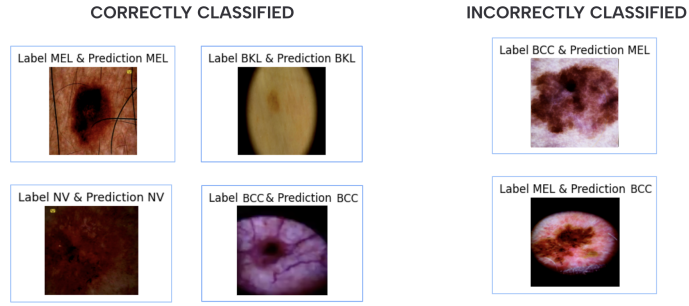 CORRECTLY CLASSIFIED
Label MEL & Prediction MEL
Label BKL & Prediction BKL
Label NV & Prediction NV
Label BCC & Prediction BCC
INCORRECTLY CLASSIFIED
Label BCC & Prediction MEL
Label MEL & Prediction BCC